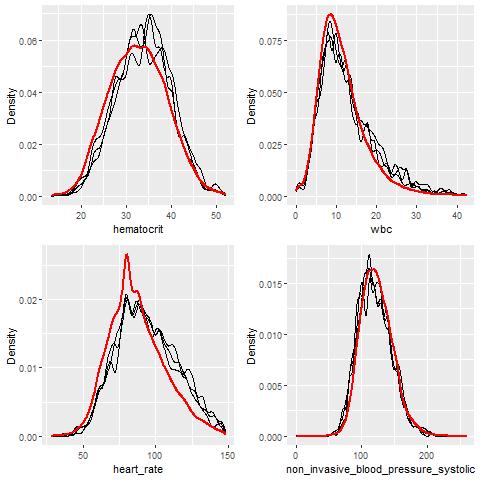 Density
0.06
0.04
0.02
0.00
20 30 40 50
hematocrit
Density
0.075
0.050
0.025
0.000
0 10 20 30 40
wbc
Density
0.02
0.01
0.00
50 100 150
heart_rate
Density
0.015
0.010
0.005
0.000
0 100 200
non_invasive_blood_pressure_systolic